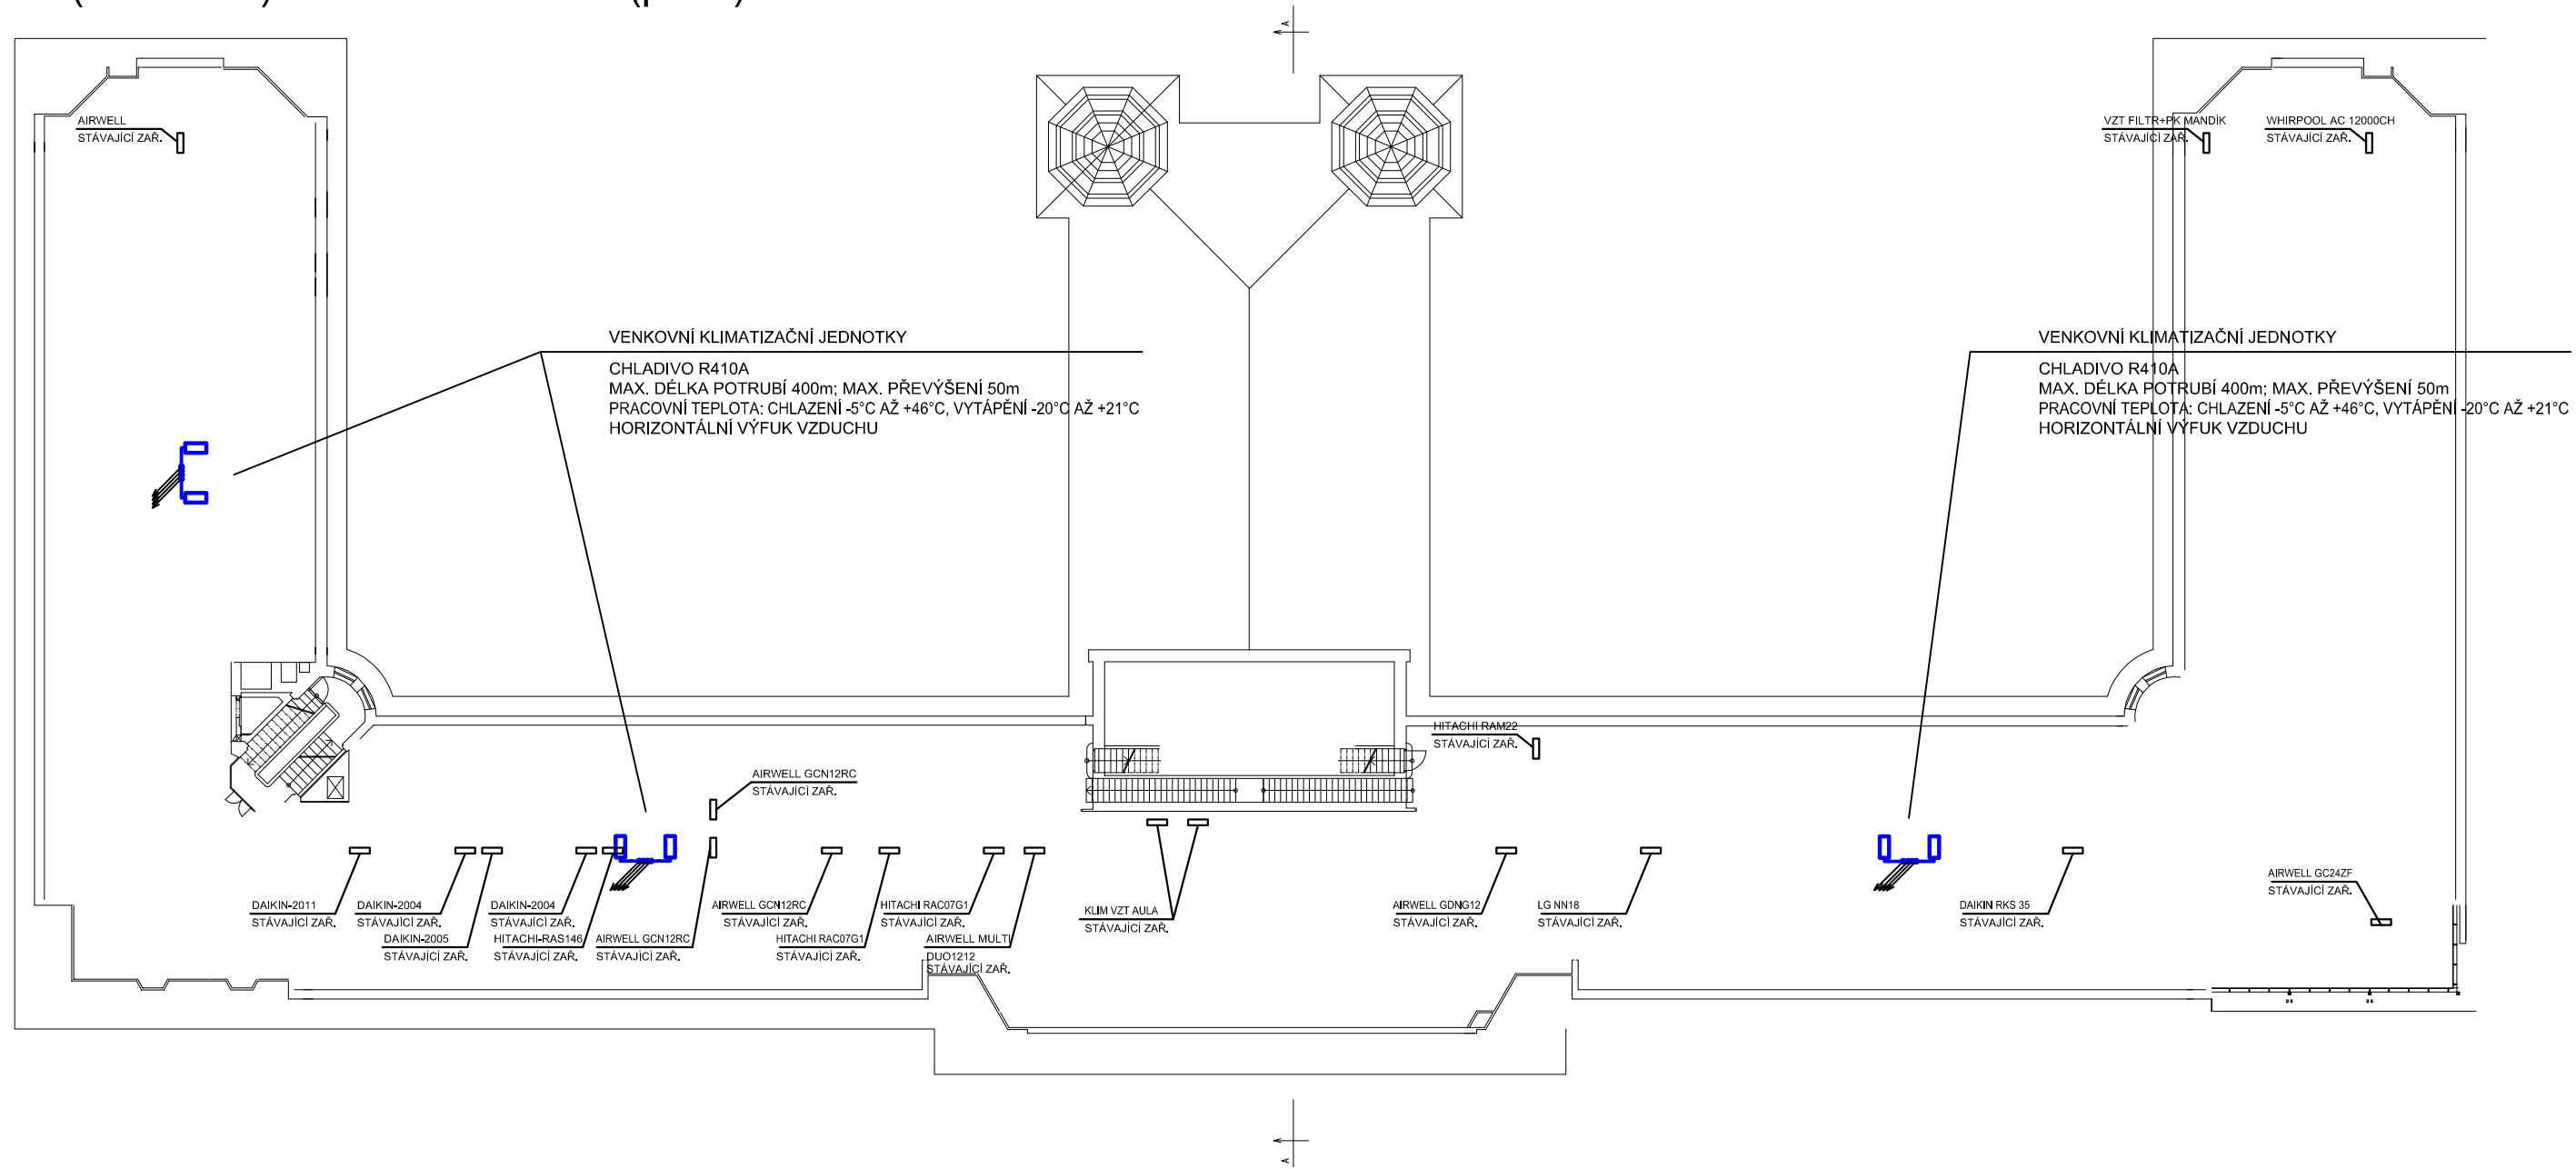 A
AIRWELL
STÁVAJÍCÍ ZAŘ.
VZT FILTR+PK MANDÍK
STÁVAJÍCÍ ZAŘ.
WHIRPOOL AC 12000CH
STÁVAJÍCÍ ZAŘ.
VENKOVNÍ KLIMATIZAČNÍ JEDNOTKY
CHLADIVO R410A
MAX. DÉLKA POTRUBÍ 400m; MAX. PŘEVÝŠENÍ 50m
PRACOVNÍ TEPLOTA: CHLAZENÍ -5°C AŽ +46°C, VYTÁPĚNÍ -20°C AŽ +21°C
HORIZONTÁLNÍ VÝFUK VZDUCHU
VENKOVNÍ KLIMATIZAČNÍ JEDNOTKY
CHLADIVO R410A
MAX. DÉLKA POTRUBÍ 400m; MAX. PŘEVÝŠENÍ 50m
PRACOVNÍ TEPLOTA: CHLAZENÍ -5°C AŽ +46°C, VYTÁPĚNÍ -20°C AŽ +21°C
HORIZONTÁLNÍ VÝFUK VZDUCHU
HITACHI RAM22
STÁVAJÍCÍ ZAŘ.
AIRWELL GCN12RC
STÁVAJÍCÍ ZAŘ.
DAIKIN-2011
STÁVAJÍCÍ ZAŘ.
DAIKIN-2004
STÁVAJÍCÍ ZAŘ.
DAIKIN-2005
STÁVAJÍCÍ ZAŘ.
DAIKIN-2004
STÁVAJÍCÍ ZAŘ.
HITACHI-RAS146
STÁVAJÍCÍ ZAŘ.
AIRWELL GCN12RC
STÁVAJÍCÍ ZAŘ.
AIRWELL GCN12RC
STÁVAJÍCÍ ZAŘ.
HITACHI RAC07G1
STÁVAJÍCÍ ZAŘ.
HITACHI RAC07G1
STÁVAJÍCÍ ZAŘ.
AIRWELL MULTI
DUO1212
STÁVAJÍCÍ ZAŘ.
KLIM VZT AULA
STÁVAJÍCÍ ZAŘ.
AIRWELL GDNG12
STÁVAJÍCÍ ZAŘ.
LG NN18
STÁVAJÍCÍ ZAŘ.
DAIKIN RKS 35
STÁVAJÍCÍ ZAŘ.
AIRWELL GC24ZF
STÁVAJÍCÍ ZAŘ.
A